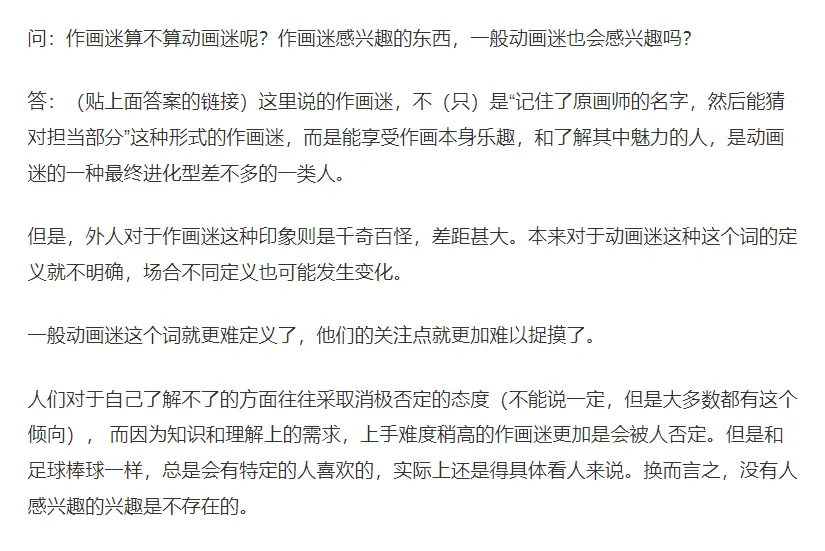 问：作画迷算不算动画迷呢？作画迷感兴趣的东西，一般动画迷也会感兴趣吗？
答：（贴上面答案的链接）这里说的作画迷，不（只）是“记住了原画师的名字，然后能猜
对担当部分”这种形式的作画迷，而是能享受作画本身乐趣，和了解其中魅力的人，是动画
迷的一种最终进化型差不多的一类人。
但是，外人对于作画迷这种印象则是千奇百怪，差距甚大。本来对于动画迷这种这个词的定
义就不明确，场合不同定义也可能发生变化。
一般动画迷这个词就更难定义了，他们的关注点就更加难以捉摸了。
人们对于自己了解不了的方面往往采取消极否定的态度（不能说一定，但是大多数都有这个
倾向）， 而因为知识和理解上的需求，上手难度稍高的作画迷更加是会被人否定。但是和
足球棒球一样，总是会有特定的人喜欢的，实际上还是得具体看人来说。换而言之，没有人
感兴趣的兴趣是不存在的。